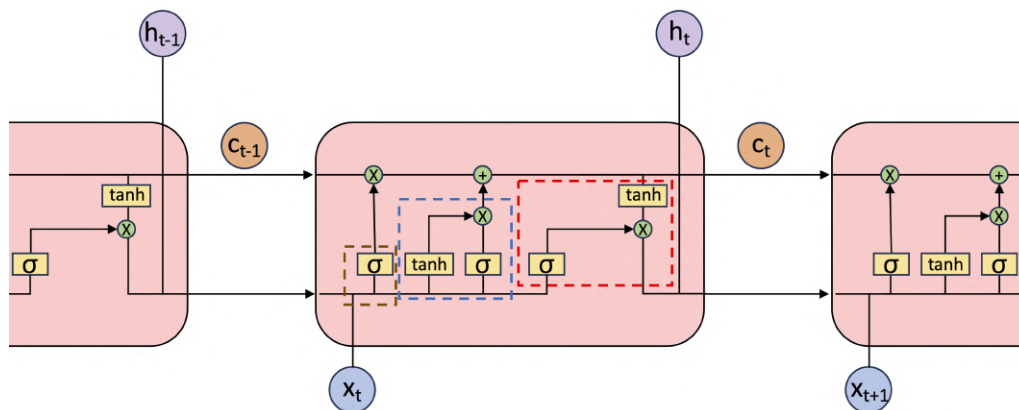 h_{t-1}
h_t
c_{t-1}
c_t
X
+
X
+
tanh
tanh
X
X
X
X
σ
σ
tanh
σ
σ
σ
tanh
σ
x_t
x_{t+1}